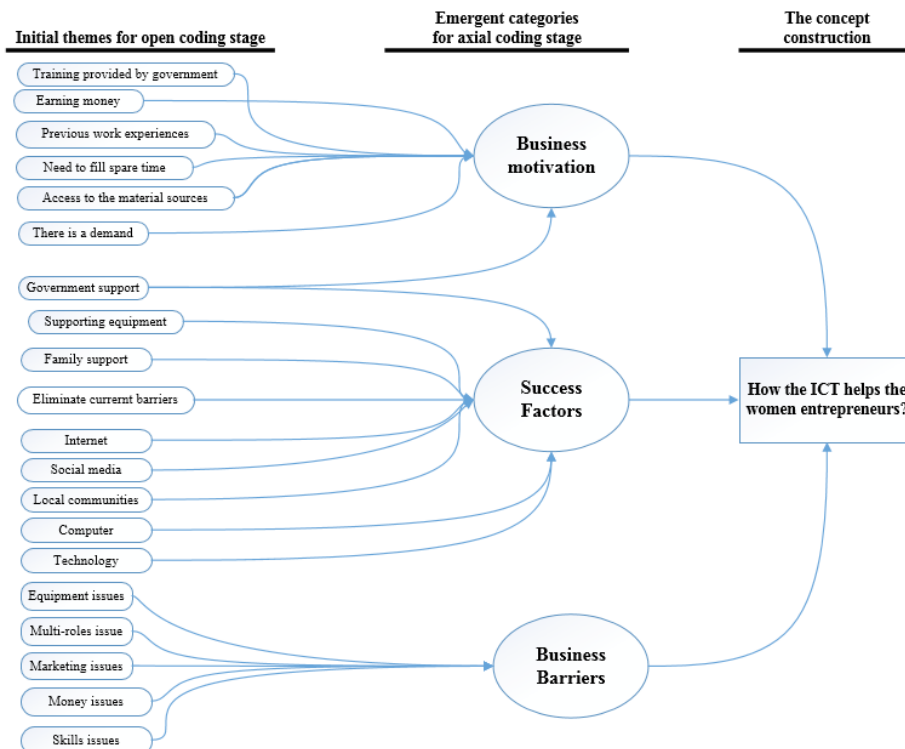 Initial themes for open coding stage
Emergent categories
for axial coding stage
The concept
construction
Training provided by government
Earning money
Previous work experiences
Need to fill spare time
Access to the material sources
There is a demand
Government support
Supporting equipment
Family support
Eliminate currernt barriers
Internet
Social media
Local communities
Computer
Technology
Equipment issues
Multi-roles issue
Marketing issues
Money issues
Skills issues
Business
motivation
Success
Factors
Business
Barriers
How the ICT helps the
women entrepreneurs?